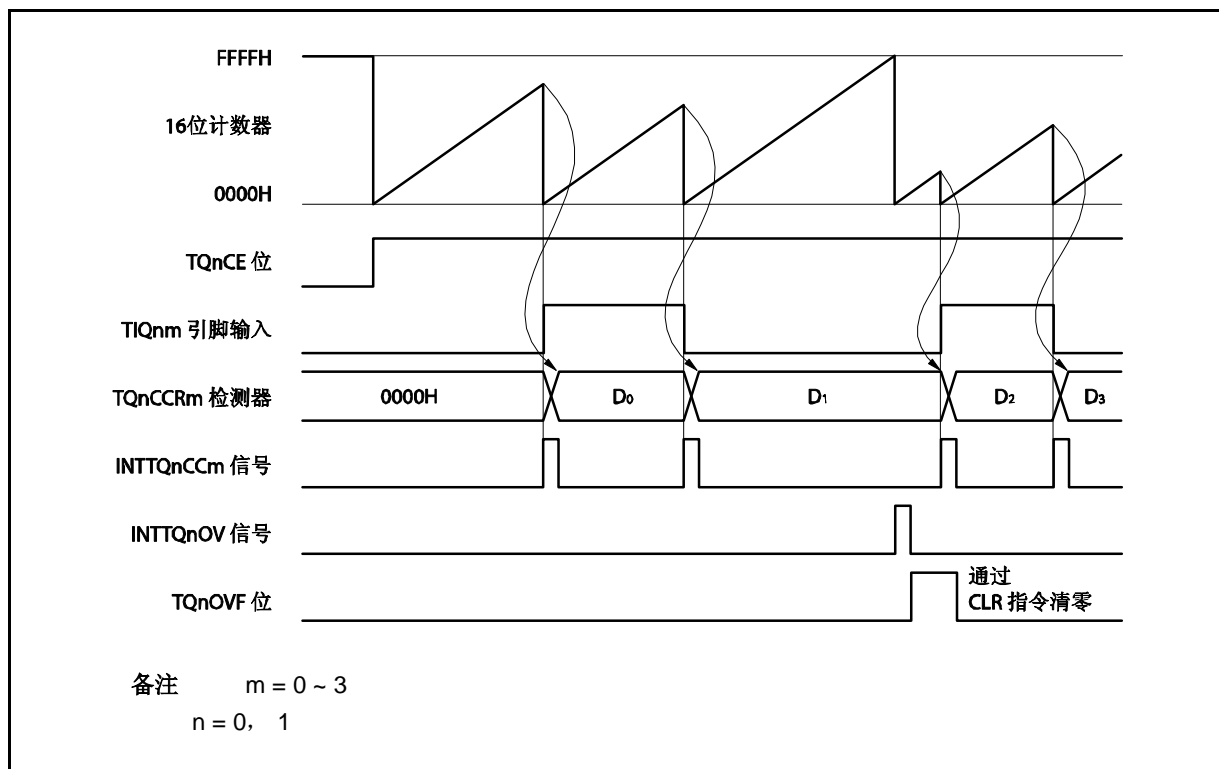 FFFFH
16位计数器
0000H
TQnCE 位
TIQnm 引脚输入
TQnCCRm 检测器
0000H D0 D1 D2 D3
INTTQnCCm 信号
INTTQnOV 信号
TQnOVF 位
通过
CLR 指令清零
备注 m = 0 ~ 3
n = 0， 1